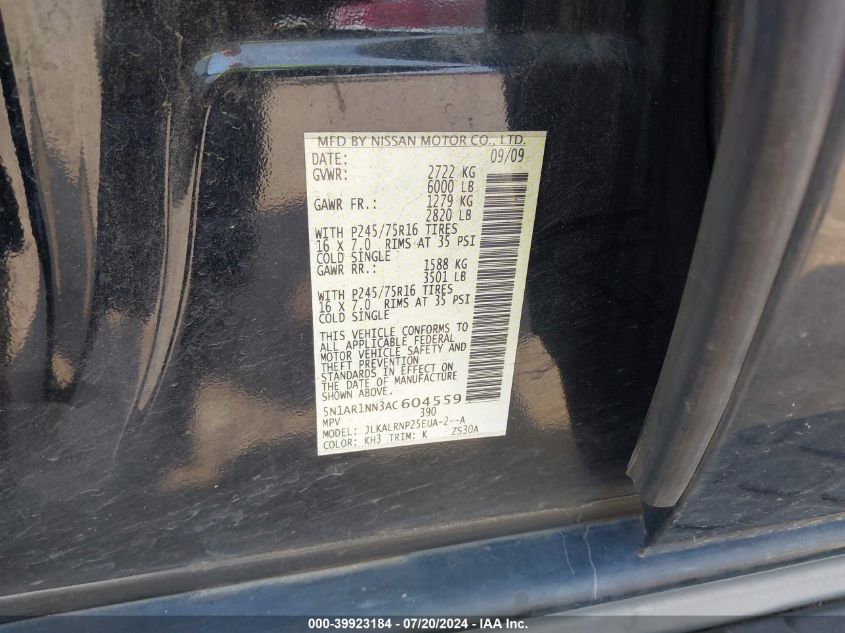 MFD BY NISSAN MOTOR CO., LTD.
DATE: 09/09
GVWR: 2722 KG
6000 LB
GAWR FR.: 1279 KG
2820 LB
WITH P245/75R16 TIRES
16 X 7.0 RIMS AT 35 PSI
COLD SINGLE
GAWR RR.: 1588 KG
3501 LB
WITH P245/75R16 TIRES
16 X 7.0 RIMS AT 35 PSI
COLD SINGLE
THIS VEHICLE CONFORMS TO
ALL APPLICABLE FEDERAL
MOTOR VEHICLE SAFETY AND
THEFT PREVENTION
STANDARDS IN EFFECT ON
THE DATE OF MANUFACTURE
SHOWN ABOVE.
5N1AR1NN3AC604559
MPV 390
MODEL: JLKALRNP25EUA-2--A
COLOR: KH3 TRIM: K ZS30A
000-39923184 - 07/20/2024 - IAA, Inc.